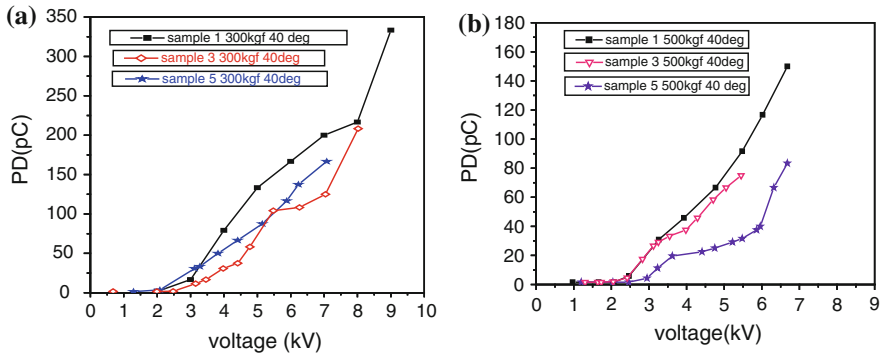 (a)
350
300
250
200
150
100
50
0
PD(pC)
sample 1 300kgf 40 deg
sample 3 300kgf 40deg
sample 5 300kgf 40deg
0 1 2 3 4 5 6 7 8 9 10
voltage (kV)
(b)
180
160
140
120
100
80
60
40
20
0
PD(pC)
sample 1 500kgf 40deg
sample 3 500kgf 40deg
sample 5 500kgf 40 deg
0 1 2 3 4 5 6 7 8 9
voltage(kV)